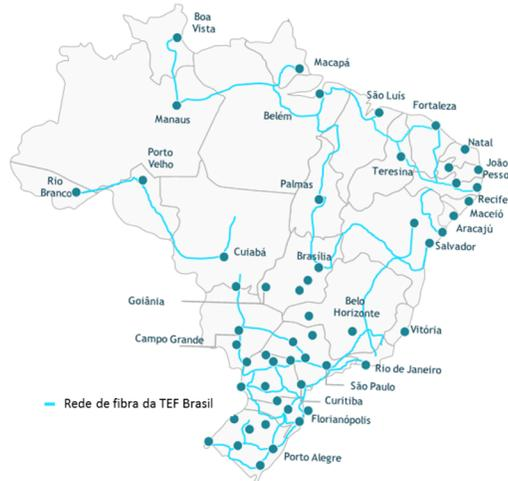 Boa
Vista
Macapá
São Luís
Fortaleza
Manaus
Belém
Natal
João
Pesso
Porto
Velho
Teresina
Rio
Branco
Palmas
Recife
Maceió
Aracajú
Salvador
Cuiabá
Brasília
Goiânia
Belo
Horizonte
Vitória
Campo Grande
Rio de Janeiro
São Paulo
Curitiba
Rede de fibra da TEF Brasil
Florianópolis
Porto Alegre